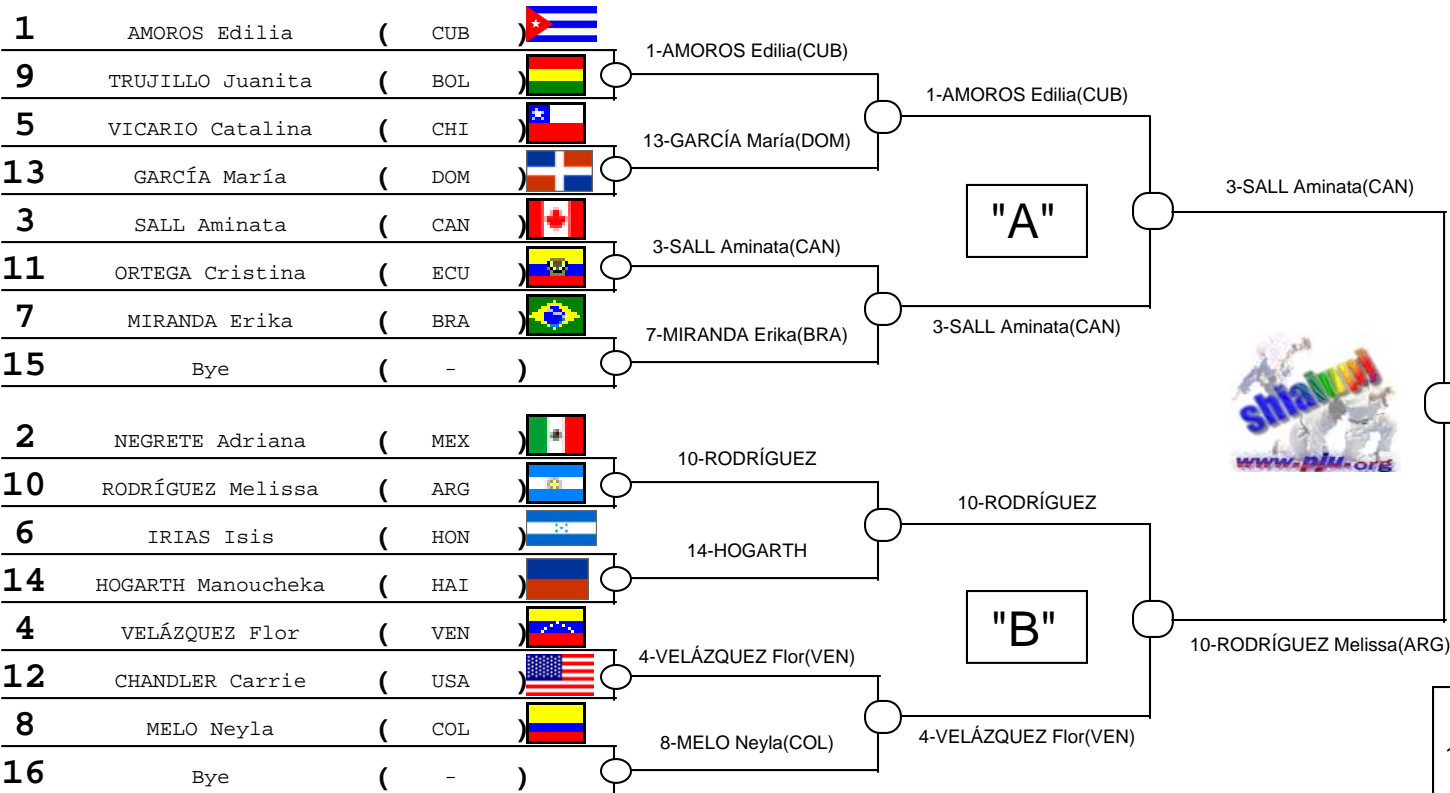 1 AMOROS Edilia ( CUB )
9 TRUJILLO Juanita ( BOL )
5 VICARIO Catalina ( CHI )
13 GARCÍA María ( DOM )
3 SALL Aminata ( CAN )
11 ORTEGA Cristina ( ECU )
7 MIRANDA Erika ( BRA )
15 Bye ( - )
2 NEGRETE Adriana ( MEX )
10 RODRÍGUEZ Melissa ( ARG )
6 IRIAS Isis ( HON )
14 HOGARTH Manoucheka ( HAI )
4 VELÁZQUEZ Flor ( VEN )
12 CHANDLER Carrie ( USA )
8 MELO Neyla ( COL )
16 Bye ( - )
1-AMOROS Edilia(CUB)
13-GARCÍA María(DOM)
3-SALL Aminata(CAN)
7-MIRANDA Erika(BRA)
10-RODRÍGUEZ
14-HOGARTH
4-VELÁZQUEZ Flor(VEN)
8-MELO Neyla(COL)
1-AMOROS Edilia(CUB)
3-SALL Aminata(CAN)
10-RODRÍGUEZ
4-VELÁZQUEZ Flor(VEN)
"A"
"B"
3-SALL Aminata(CAN)
10-RODRÍGUEZ Melissa(ARG)
www.pju.org